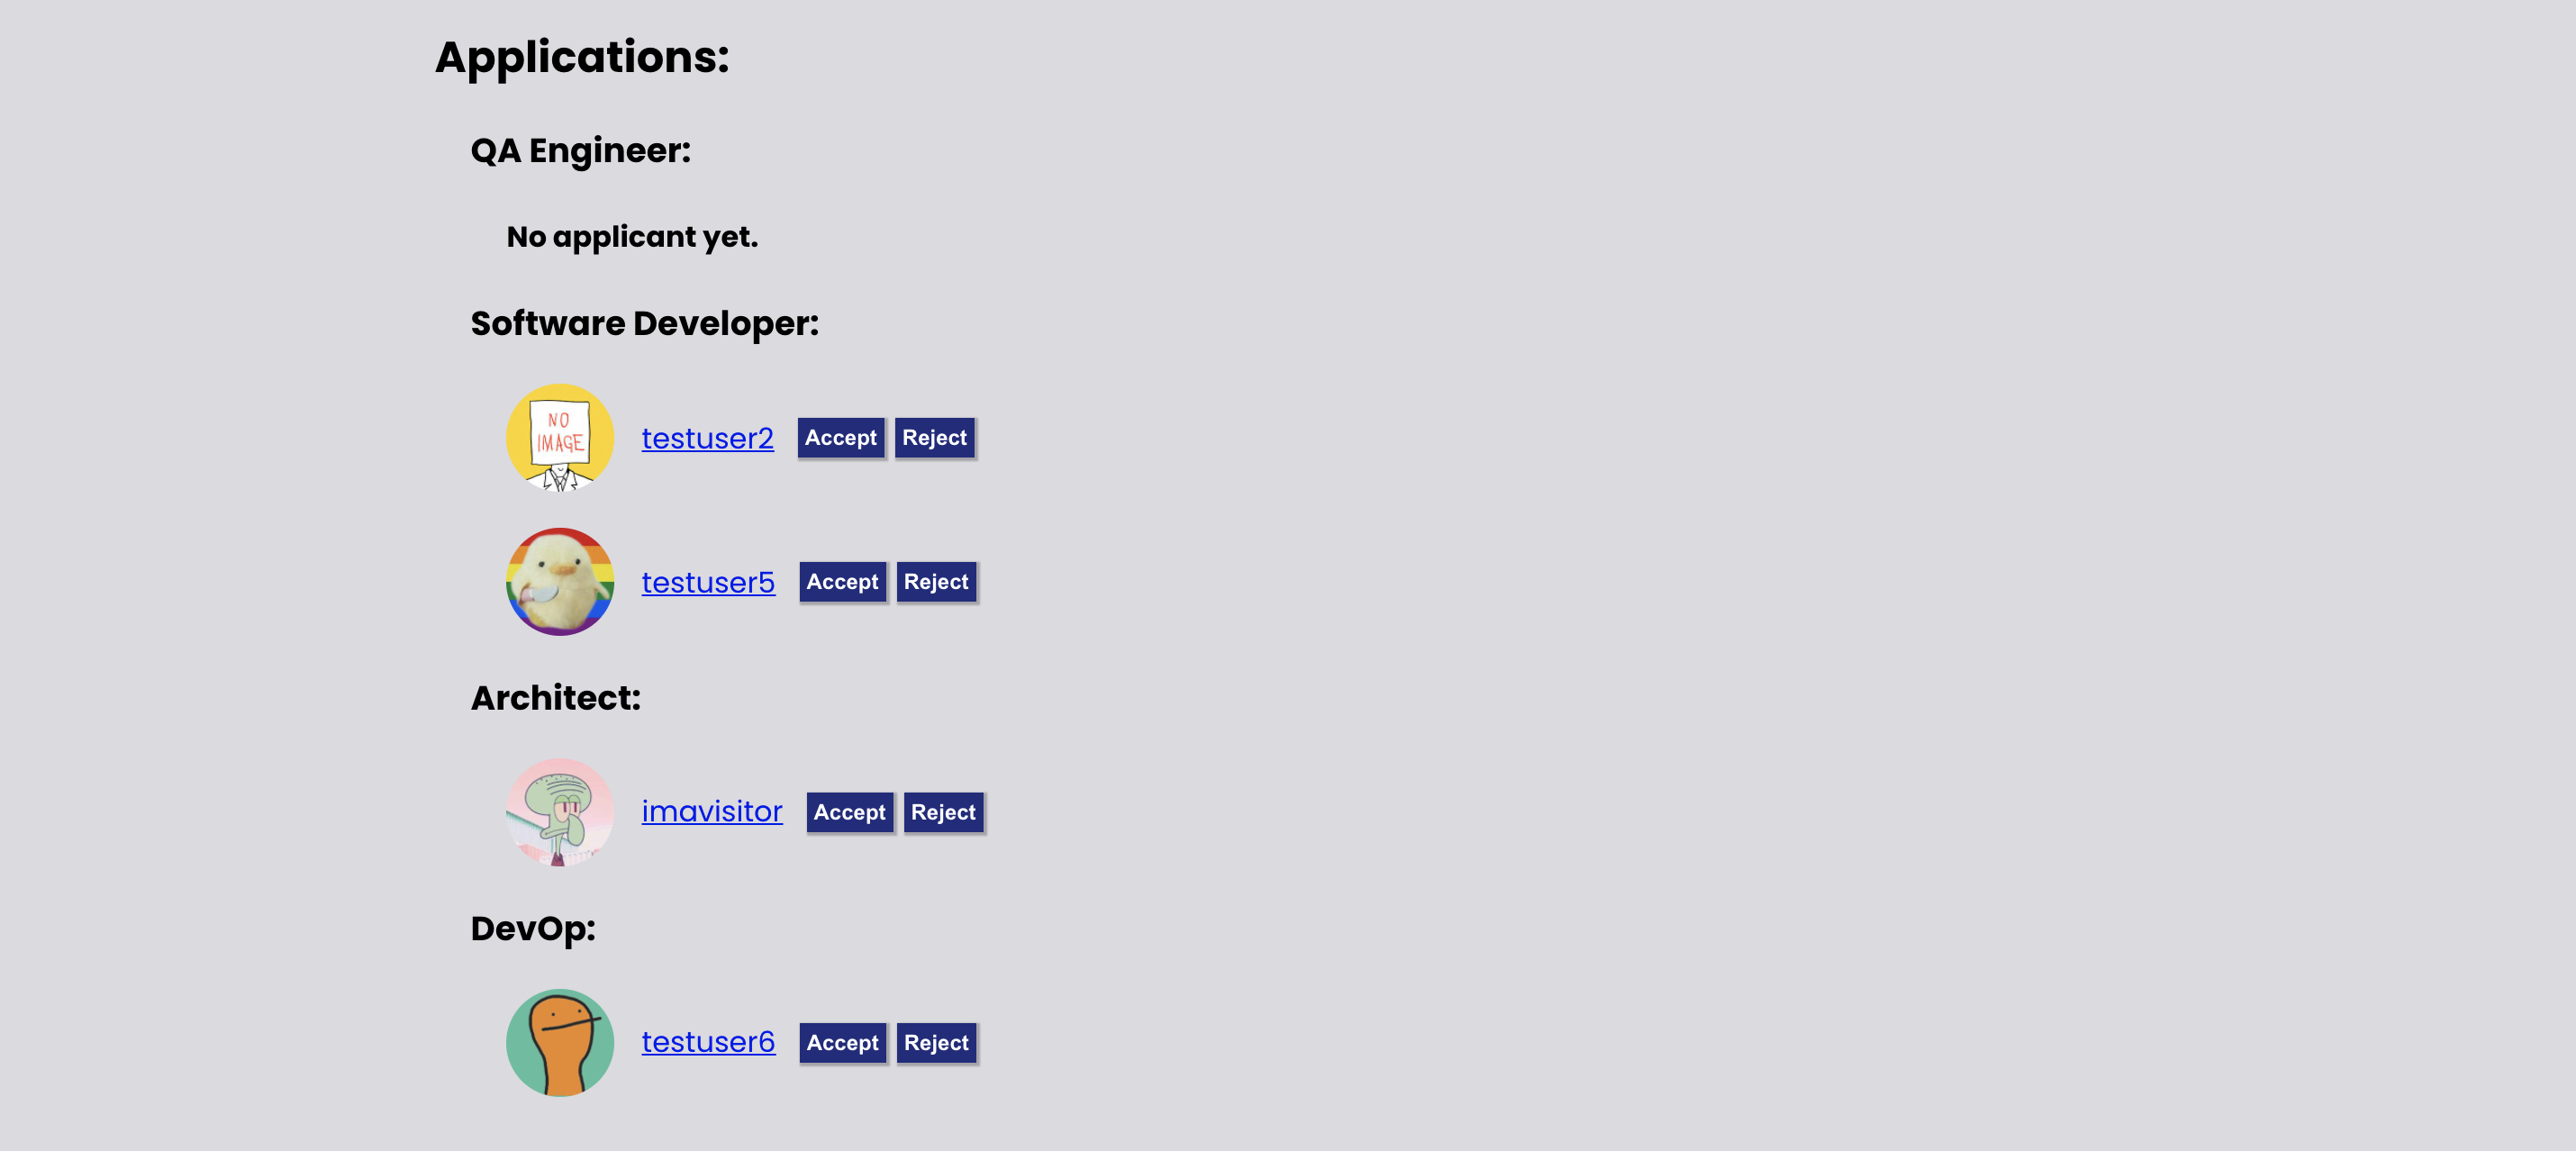 Applications:
QA Engineer:
No applicant yet.
Software Developer:
NO
IMAGE
testuser2 Accept Reject
testuser5 Accept Reject
Architect:
imavisitor Accept Reject
DevOp:
testuser6 Accept Reject